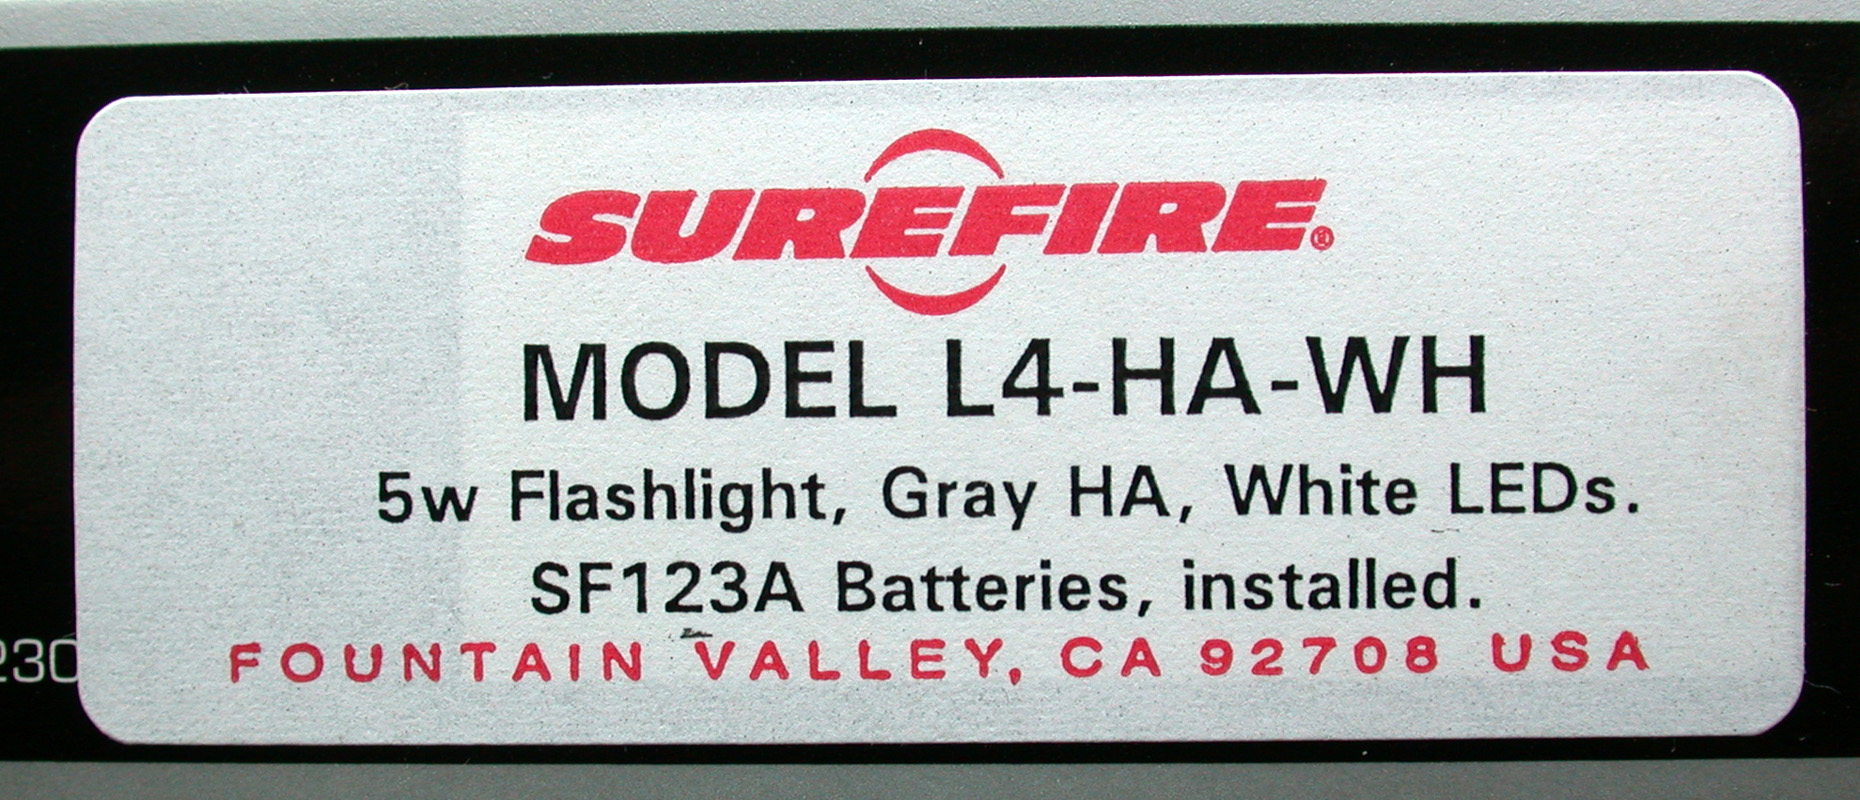 SUREFIRE®
MODEL L4-HA-WH
5w Flashlight, Gray HA, White LEDs.
SF123A Batteries, installed.
FOUNTAIN VALLEY, CA 92708 USA